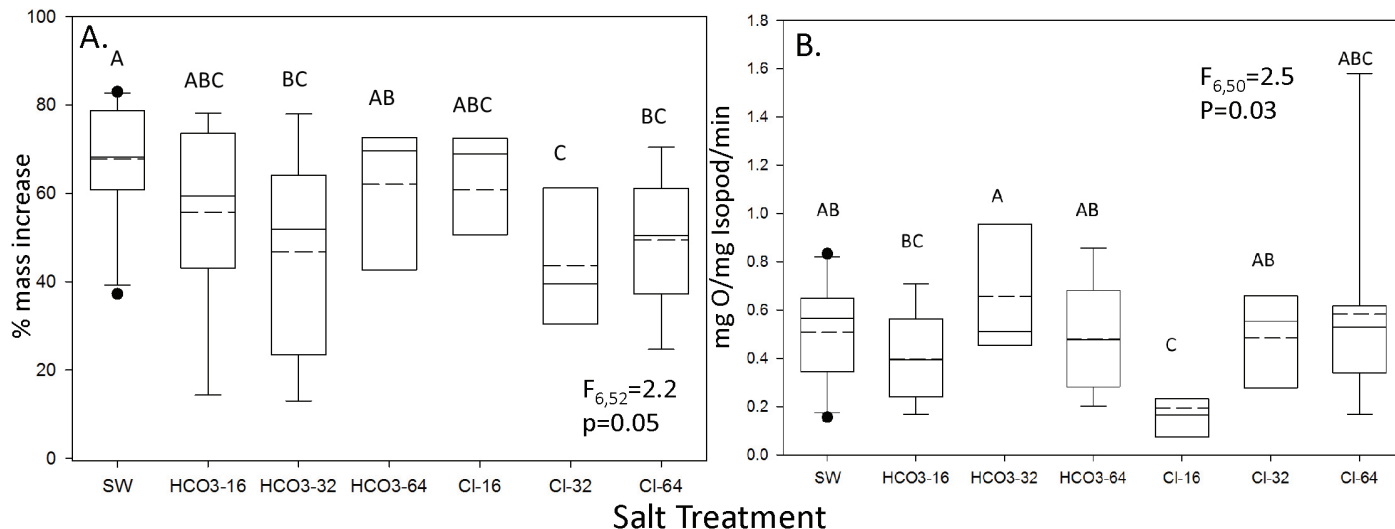 A.
% mass increase
100
80
60
40
20
0
A
ABC
BC
AB
ABC
C
BC
F6,52=2.2
p=0.05
SW HCO3-16 HCO3-32 HCO3-64 Cl-16 Cl-32 Cl-64
B.
mg O/mg Isopod/min
1.8
1.6
1.4
1.2
1.0
0.8
0.6
0.4
0.2
0.0
AB
BC
A
AB
C
AB
ABC
F6,50=2.5
P=0.03
SW HCO3-16 HCO3-32 HCO3-64 Cl-16 Cl-32 Cl-64
Salt Treatment